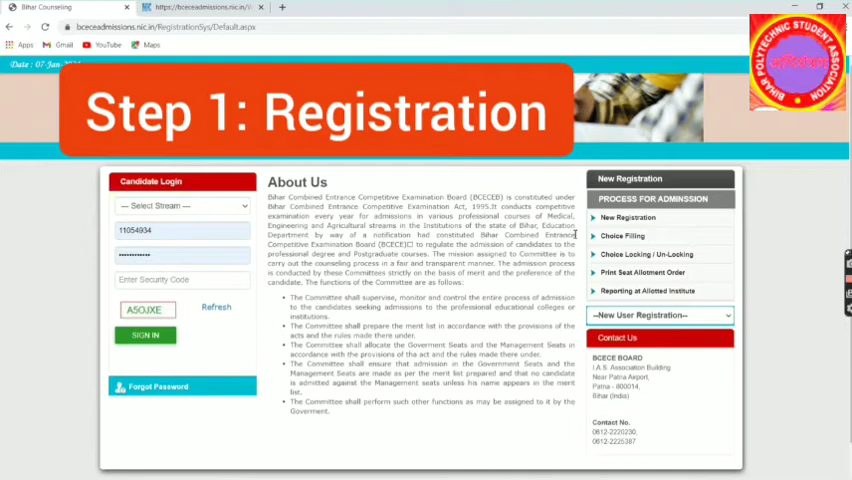 Bihar Counseling
https://bceceadmissions.nic.in/
bceceadmissions.nic.in/RegistrationSys/Default.aspx
Apps
Gmail
YouTube
Maps
Date : 07-Jan-
Step 1: Registration
BIHAR POLYTECHNIC STUDENT ASSOCIATION
Candidate Login
--- Select Stream ---
11054934
Enter Security Code
A5OJXE
Refresh
SIGN IN
Forgot Password
About Us
Bihar Combined Entrance Competitive Examination Board (BCECEB) is constituted under
Bihar Combined Entrance Competitive Examination Act, 1995.It conducts competitive
examination every year for admissions in various professional courses of Medical,
Engineering and Agricultural streams in the Institutions of the state of Bihar, Education
Department by way of a notification had constituted Bihar Combined Entrance
Competitive Examination Board (BCECE) to regulate the admission of candidates to the
professional degree and Postgraduate courses. The mission assigned to Committee is to
carry out the counseling process in a fair and transparent manner. The admission process
is conducted by these Committees strictly on the basis of merit and the preference of the
candidate. The functions of the Committee are as follows:
The Committee shall supervise, monitor and control the entire process of admission
to the candidates seeking admissions to the professional educational colleges or
institutions.
The Committee shall prepare the merit list in accordance with the provisions of the
acts and the rules made there under.
The Committee shall allocate the Goverment Seats and the Management Seats in
accordance with the provisions of tha act and the rules made there under.
The Committee shall ensure that admission in the Goverment Seats and the
Management Seats are made as per the merit list prepared and that no candidate
is admitted against the Management seats unless his name appears in the merit
list.
The Committee shall perform such other functions as may be assigned to it by the
Goverment.
New Registration
PROCESS FOR ADMISSION
New Registration
Choice Filling
Choice Locking / Un-Locking
Print Seat Allotment Order
Reporting at Allotted Institute
--New User Registration--
Contact Us
BCECE BOARD
I.A.S. Association Building
Near Patna Airport,
Patna - 800014,
Bihar (India)
Contact No.
0612-2220230,
0612-2225387